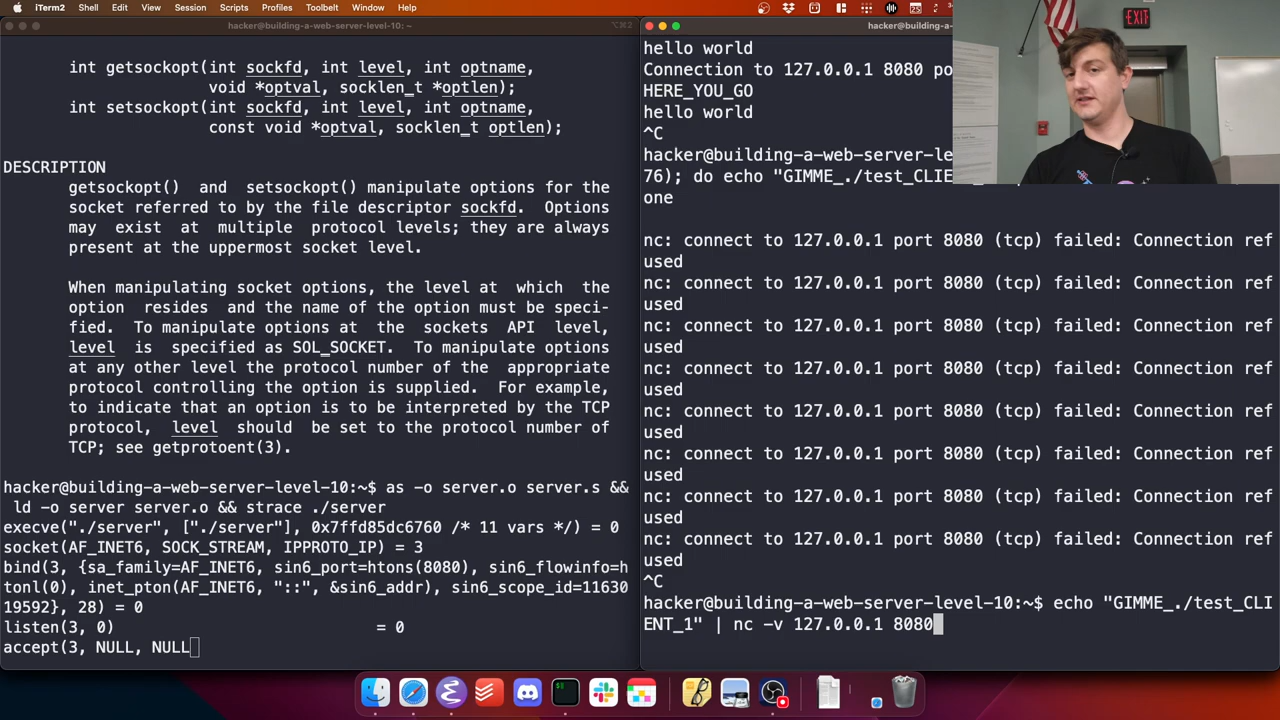 iTerm2 Shell Edit View Session Scripts Profiles Toolbelt Window Help
hacker@building-a-web-server-level-10: ~
⌥⌘2
int getsockopt(int sockfd, int level, int optname,
void *optval, socklen_t *optlen);
int setsockopt(int sockfd, int level, int optname,
const void *optval, socklen_t optlen);
DESCRIPTION
getsockopt() and setsockopt() manipulate options for the
socket referred to by the file descriptor sockfd. Options
may exist at multiple protocol levels; they are always
present at the uppermost socket level.
When manipulating socket options, the level at which the
option resides and the name of the option must be speci-
fied. To manipulate options at the sockets API level,
level is specified as SOL_SOCKET. To manipulate options
at any other level the protocol number of the appropriate
protocol controlling the option is supplied. For example,
to indicate that an option is to be interpreted by the TCP
protocol, level should be set to the protocol number of
TCP; see getprotoent(3).
hacker@building-a-web-server-level-10:~$ as -o server.o server.s &&
ld -o server server.o && strace ./server
execve("./server", ["./server"], 0x7ffd85dc6760 /* 11 vars */) = 0
socket(AF_INET6, SOCK_STREAM, IPPROTO_IP) = 3
bind(3, {sa_family=AF_INET6, sin6_port=htons(8080), sin6_flowinfo=h
tonl(0), inet_pton(AF_INET6, "::", &sin6_addr), sin6_scope_id=11630
19592}, 28) = 0
listen(3, 0) = 0
accept(3, NULL, NULL
hacker@building-a-w
hello world
Connection to 127.0.0.1 8080 po
HERE_YOU_GO
hello world
^C
hacker@building-a-web-server-le
76); do echo "GIMME_./test_CLIEN
one
nc: connect to 127.0.0.1 port 8080 (tcp) failed: Connection ref
used
nc: connect to 127.0.0.1 port 8080 (tcp) failed: Connection ref
used
nc: connect to 127.0.0.1 port 8080 (tcp) failed: Connection ref
used
nc: connect to 127.0.0.1 port 8080 (tcp) failed: Connection ref
used
nc: connect to 127.0.0.1 port 8080 (tcp) failed: Connection ref
used
nc: connect to 127.0.0.1 port 8080 (tcp) failed: Connection ref
used
nc: connect to 127.0.0.1 port 8080 (tcp) failed: Connection ref
used
nc: connect to 127.0.0.1 port 8080 (tcp) failed: Connection ref
used
^C
hacker@building-a-web-server-level-10:~$ echo "GIMME_./test_CLI
ENT_1" | nc -v 127.0.0.1 8080
EXIT